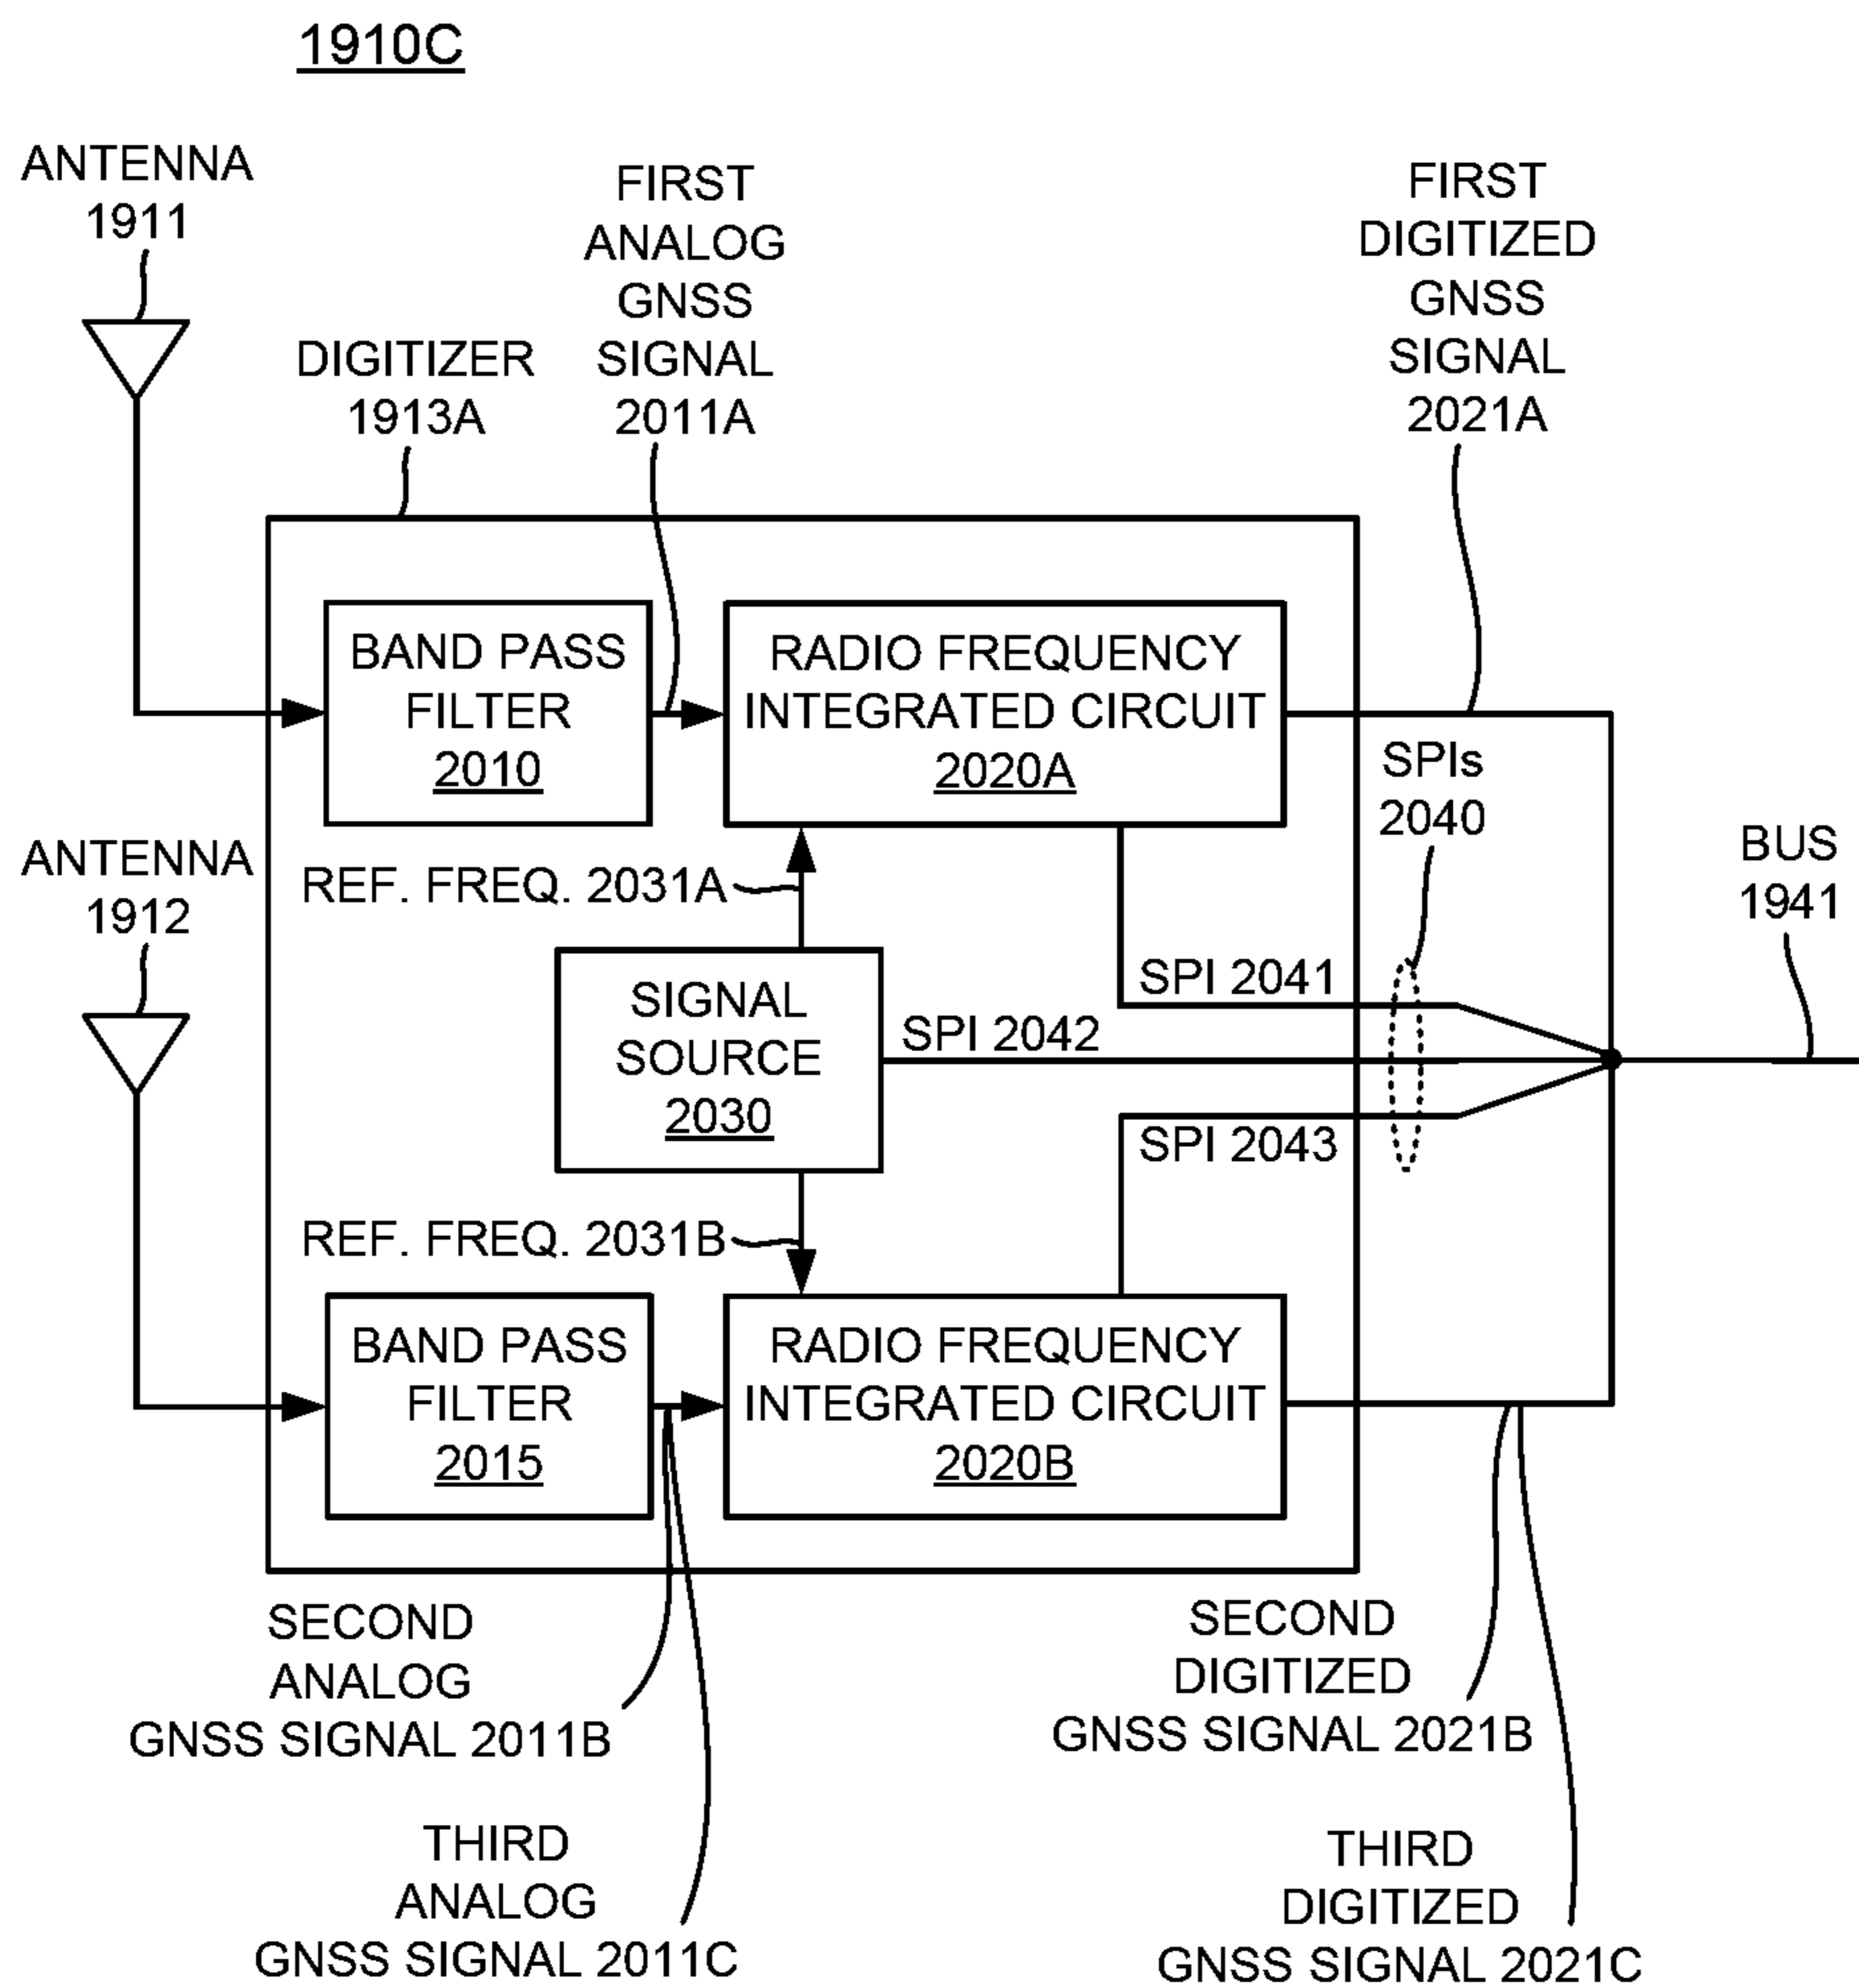 1910C
ANTENNA
1911
DIGITIZER
1913A
FIRST
ANALOG
GNSS
SIGNAL
2011A
FIRST
DIGITIZED
GNSS
SIGNAL
2021A
BAND PASS
FILTER
2010
RADIO FREQUENCY
INTEGRATED CIRCUIT
2020A
SPIs
2040
BUS
1941
ANTENNA
1912
REF. FREQ. 2031A
SIGNAL
SOURCE
2030
SPI 2041
SPI 2042
SPI 2043
REF. FREQ. 2031B
BAND PASS
FILTER
2015
RADIO FREQUENCY
INTEGRATED CIRCUIT
2020B
SECOND
ANALOG
GNSS SIGNAL 2011B
SECOND
DIGITIZED
GNSS SIGNAL 2021B
THIRD
ANALOG
GNSS SIGNAL 2011C
THIRD
DIGITIZED
GNSS SIGNAL 2021C